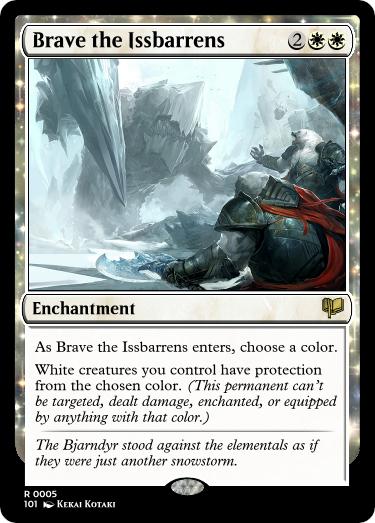 Brave the Issbarrens 2
Enchantment
As Brave the Issbarrens enters, choose a color.
White creatures you control have protection
from the chosen color. (This permanent can't
be targeted, dealt damage, enchanted, or equipped
by anything with that color.)
The Bjarndyr stood against the elementals as if
they were just another snowstorm.
R 0005
101 Kekai Kotaki